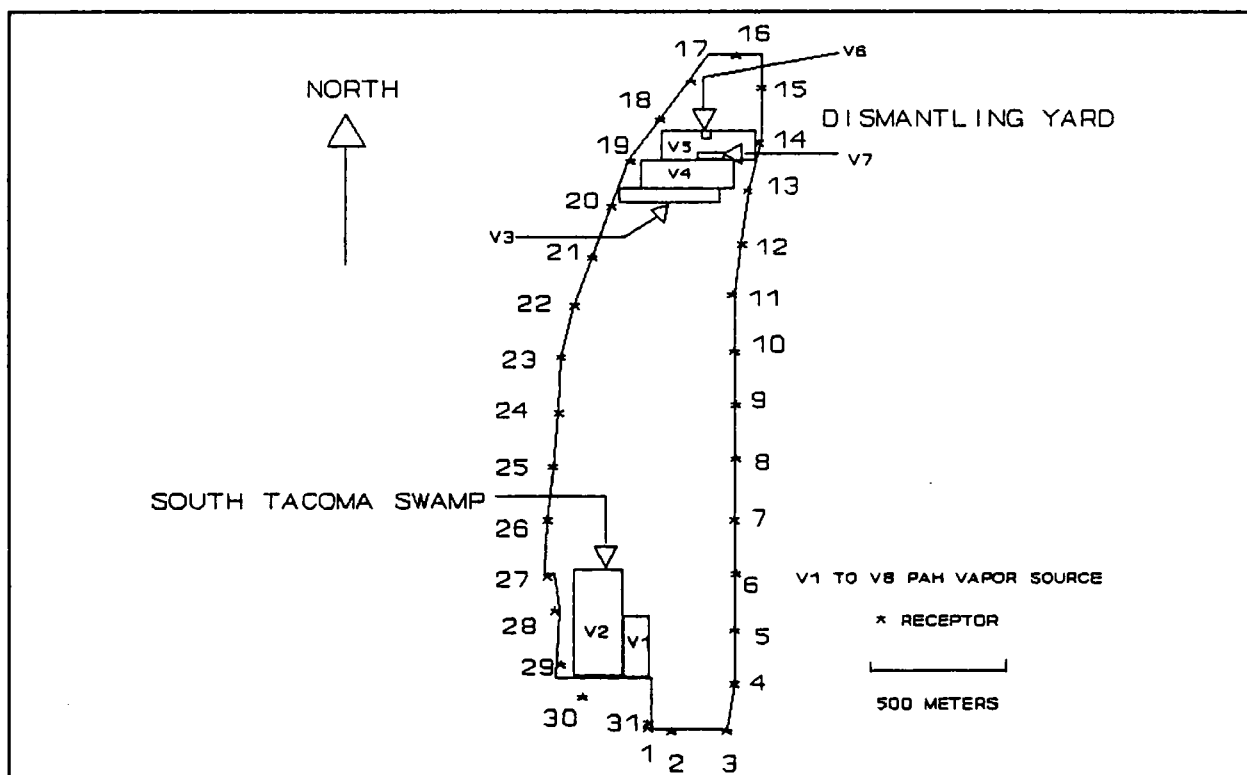 16
17
V6
NORTH
15
18
DISMANTLING YARD
14
V5
19
V7
V4
13
20
V3
12
21
11
22
10
23
9
24
8
25
SOUTH TACOMA SWAMP
26
7
27
6
V1 TO V8 PAH VAPOR SOURCE
28
V2
V1
5
* RECEPTOR
29
4
30
31
500 METERS
1
2
3